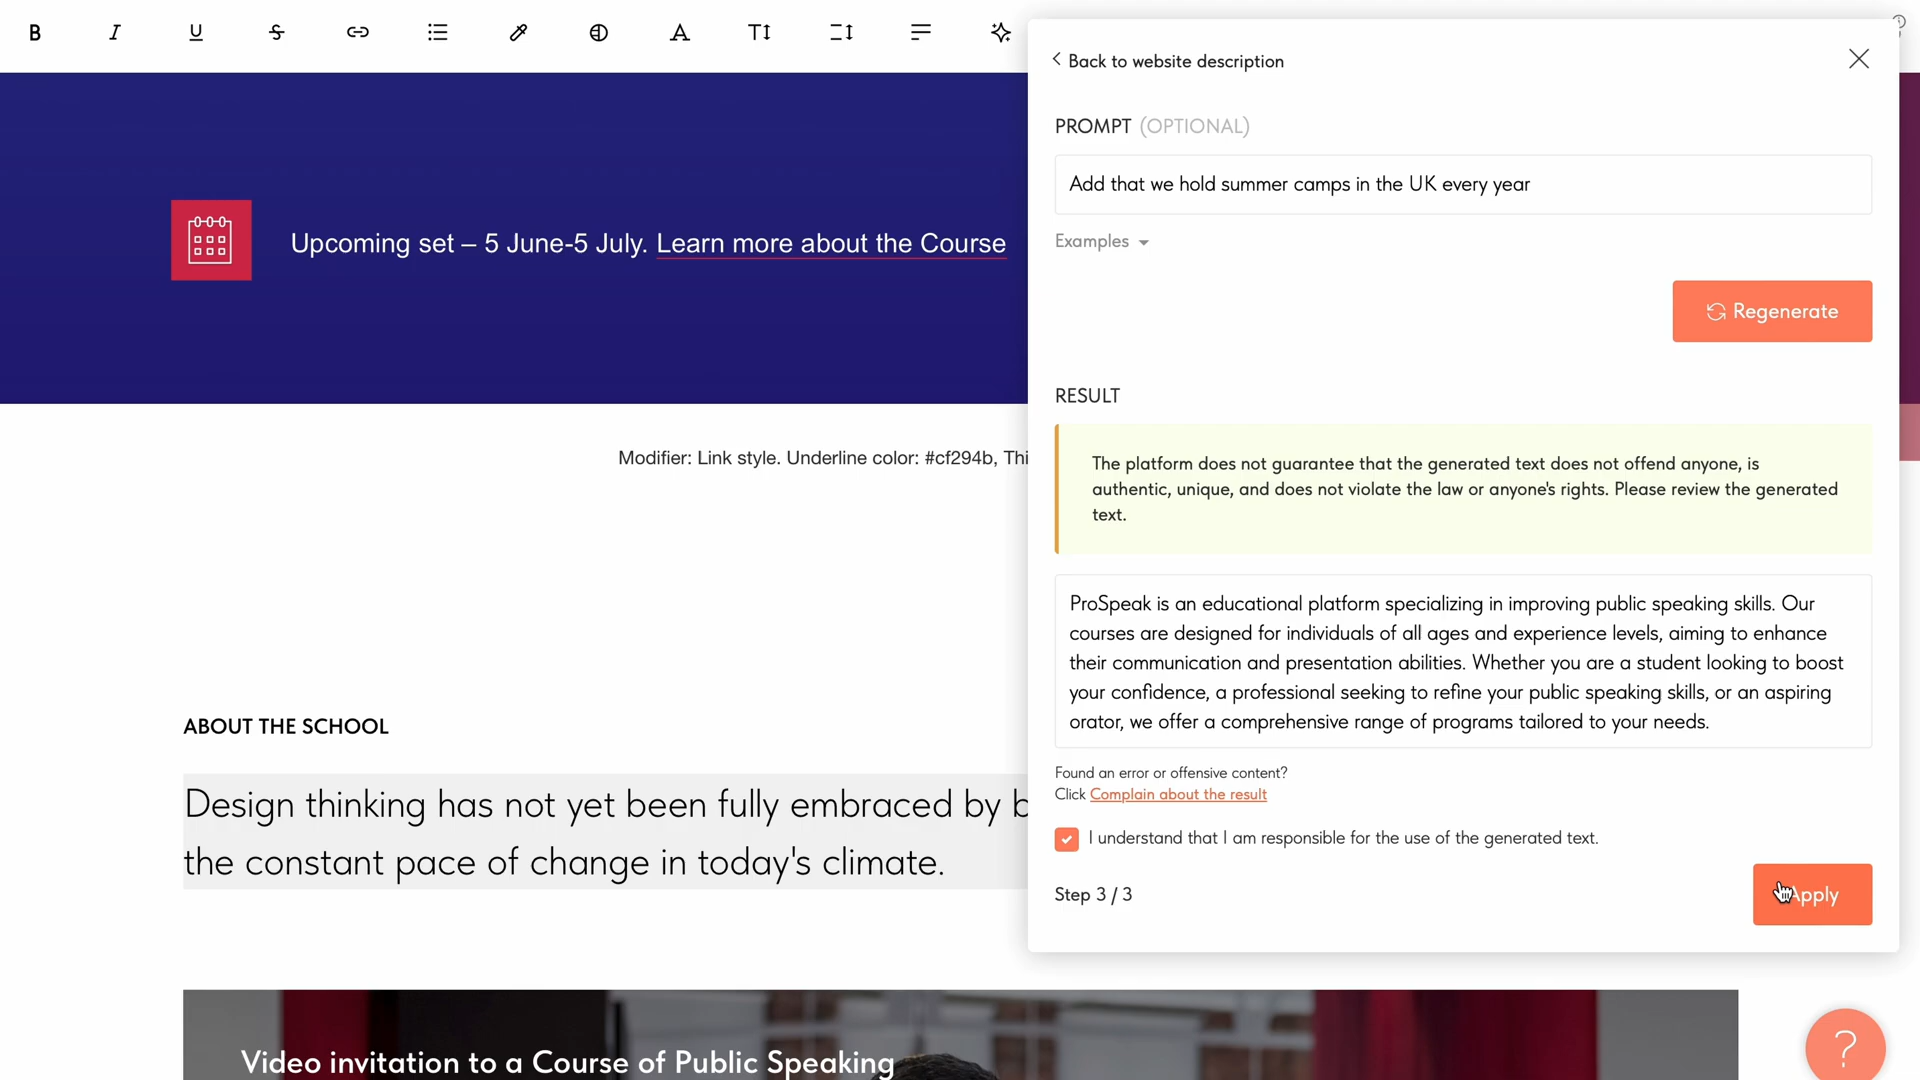 Back to website description
PROMPT (OPTIONAL)
Add that we hold summer camps in the UK every year
Examples
Regenerate
RESULT
The platform does not guarantee that the generated text does not offend anyone, is
authentic, unique, and does not violate the law or anyone's rights. Please review the generated
text.
ProSpeak is an educational platform specializing in improving public speaking skills. Our
courses are designed for individuals of all ages and experience levels, aiming to enhance
their communication and presentation abilities. Whether you are a student looking to boost
your confidence, a professional seeking to refine your public speaking skills, or an aspiring
orator, we offer a comprehensive range of programs tailored to your needs.
Found an error or offensive content?
Click Complain about the result
I understand that I am responsible for the use of the generated text.
Step 3 / 3
Apply
Upcoming set – 5 June-5 July. Learn more about the Course
Modifier: Link style. Underline color: #cf294b, Thi
ABOUT THE SCHOOL
Design thinking has not yet been fully embraced by b
the constant pace of change in today's climate.
Video invitation to a Course of Public Speaking
?